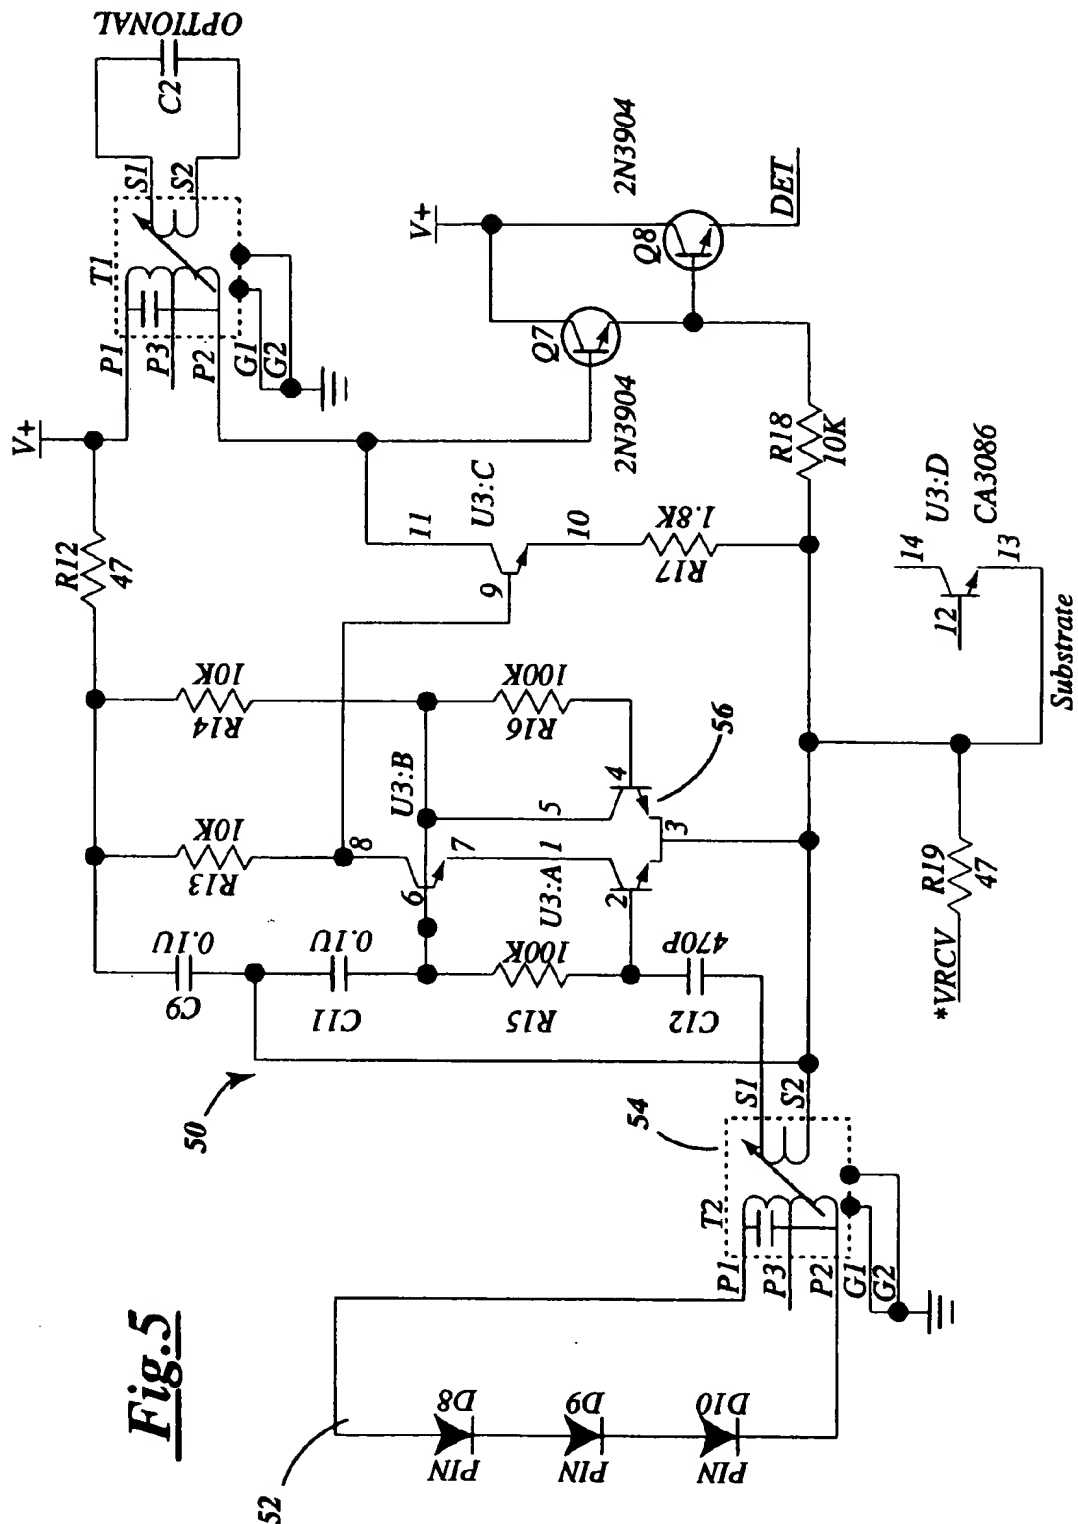 Fig.5
OPTIONAL
C2
S1
S2
T1
P1
P3
P2
G1
G2
V+
R12
47
V+
2N3904
Q8
DET
Q7
2N3904
R14
10K
R13
10K
R16
100K
U3:B
8
7
6
5
4
56
3
U3:A
1
2
U3:C
11
10
9
R17
1.8K
R18
10K
U3:D
CA3086
14
13
12
Substrate
R19
47
*VRCV
C9
0.1U
C11
0.1U
R15
100K
C12
470P
50
54
S1
S2
T2
P1
P3
P2
G1
G2
52
PIN
D8
PIN
D9
PIN
D10